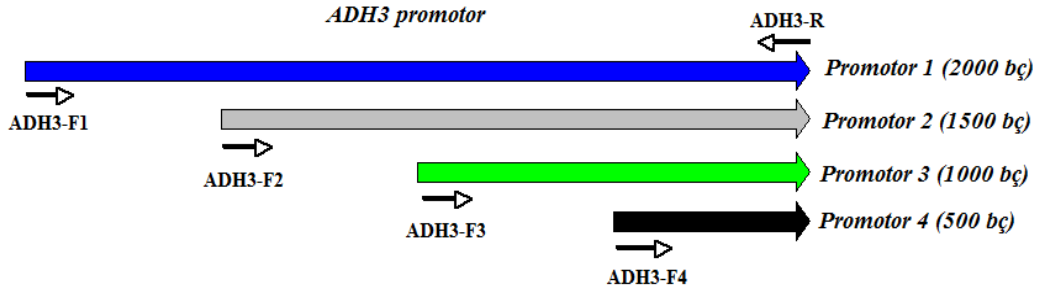 ADH3 promotor
ADH3-R
Promotor 1 (2000 bç)
ADH3-F1
Promotor 2 (1500 bç)
ADH3-F2
Promotor 3 (1000 bç)
ADH3-F3
Promotor 4 (500 bç)
ADH3-F4